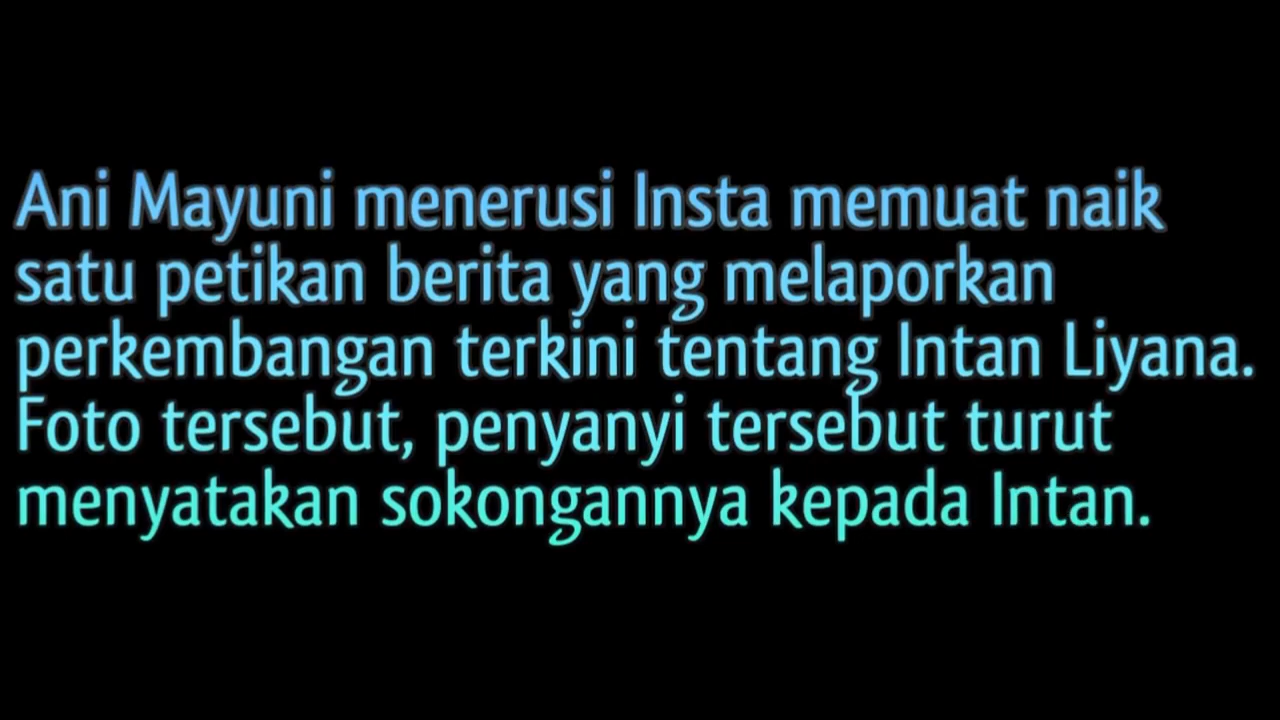 Ani Mayuni menerusi Insta memuat naik
satu petikan berita yang melaporkan
perkembangan terkini tentang Intan Liyana.
Foto tersebut, penyanyi tersebut turut
menyatakan sokongannya kepada Intan.